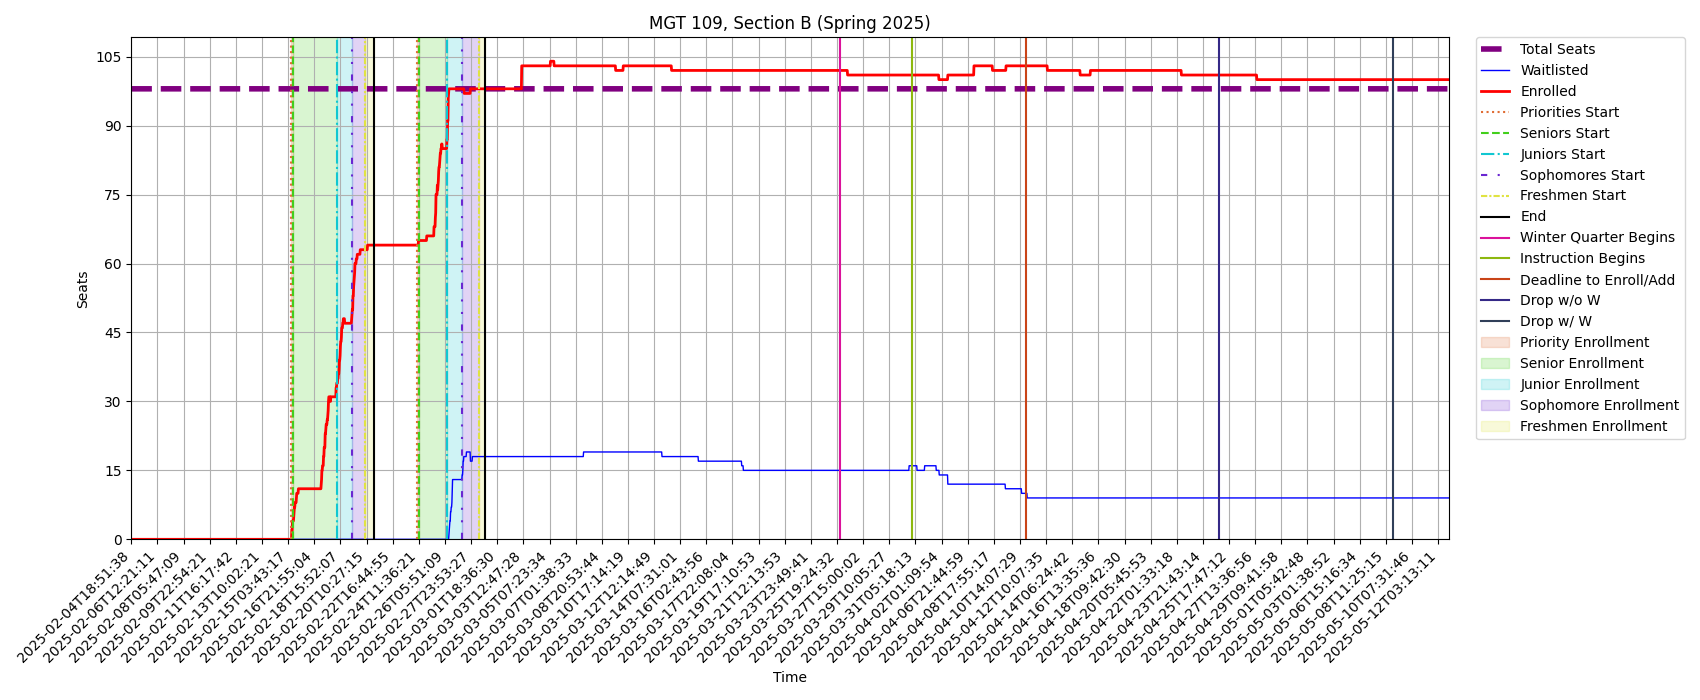 MGT 109, Section B (Spring 2025)
Seats
105
90
75
60
45
30
15
0
2025-02-04T18:51:38
2025-02-06T12:21:11
2025-02-08T05:47:09
2025-02-09T22:54:21
2025-02-11T16:17:42
2025-02-13T10:02:21
2025-02-15T03:43:17
2025-02-16T21:55:04
2025-02-18T15:52:07
2025-02-20T10:27:15
2025-02-22T16:44:55
2025-02-24T11:36:21
2025-02-26T05:51:09
2025-02-27T23:53:27
2025-03-01T18:36:30
2025-03-03T12:47:28
2025-03-05T07:23:34
2025-03-07T01:38:33
2025-03-08T20:53:44
2025-03-10T17:14:19
2025-03-12T12:14:49
2025-03-14T07:31:01
2025-03-16T02:43:56
2025-03-17T22:08:04
2025-03-19T17:10:53
2025-03-21T12:13:53
2025-03-23T23:49:41
2025-03-25T19:24:32
2025-03-27T15:00:02
2025-03-29T10:05:27
2025-03-31T05:18:13
2025-04-02T01:09:54
2025-04-06T21:44:59
2025-04-08T17:55:17
2025-04-10T14:07:29
2025-04-12T10:07:35
2025-04-14T06:24:42
2025-04-16T13:35:36
2025-04-18T09:42:30
2025-04-20T05:45:53
2025-04-22T01:33:18
2025-04-23T21:43:14
2025-04-25T17:47:12
2025-04-27T13:36:56
2025-04-29T09:41:58
2025-05-01T05:42:48
2025-05-03T01:38:52
2025-05-06T15:16:34
2025-05-08T11:25:15
2025-05-10T07:31:46
2025-05-12T03:13:11
Time
Total Seats
Waitlisted
Enrolled
Priorities Start
Seniors Start
Juniors Start
Sophomores Start
Freshmen Start
End
Winter Quarter Begins
Instruction Begins
Deadline to Enroll/Add
Drop w/o W
Drop w/ W
Priority Enrollment
Senior Enrollment
Junior Enrollment
Sophomore Enrollment
Freshmen Enrollment